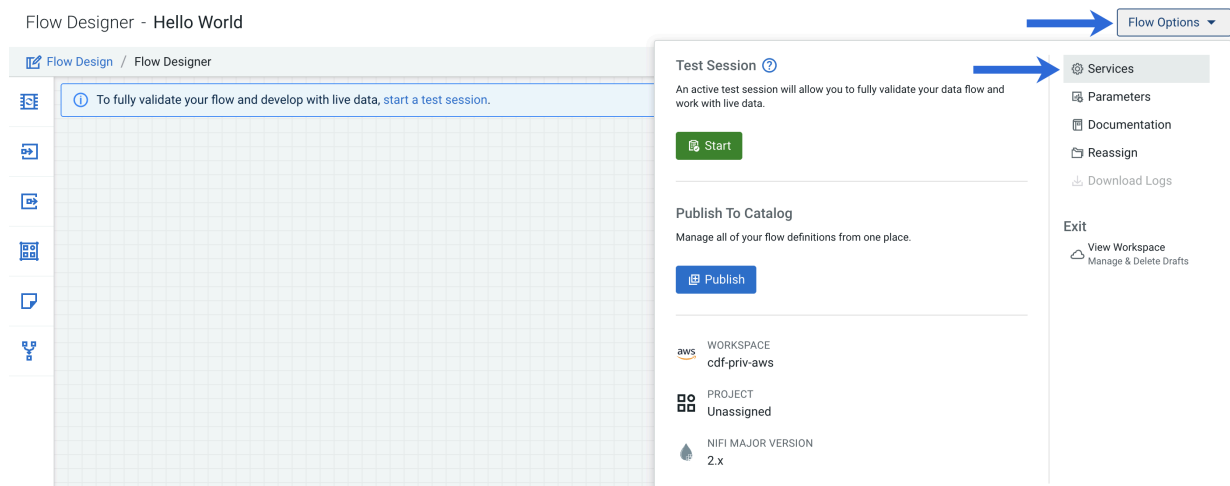 Flow Designer - Hello World
Flow Options
Flow Design / Flow Designer
To fully validate your flow and develop with live data, start a test session.
Test Session
An active test session will allow you to fully validate your data flow and
work with live data.
Start
Publish To Catalog
Manage all of your flow definitions from one place.
Publish
aws
WORKSPACE
cdf-priv-aws
PROJECT
Unassigned
NIFI MAJOR VERSION
2.x
Services
Parameters
Documentation
Reassign
Download Logs
Exit
View Workspace
Manage & Delete Drafts